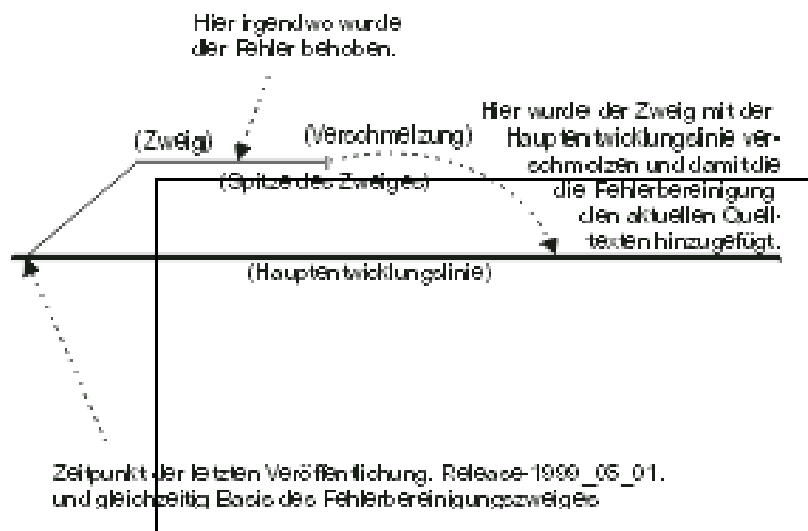 Hier irgendwo wurde
der Fehler behoben.
(Zweig)
(Verschmelzung)
(Spitze des Zweiges)
Hier wurde der Zweig mit der
Hauptentwicklungslinie ver-
schmolzen und damit die
die Fehlerbereinigung
den aktuellen Quell-
texten hinzugefügt.
(Hauptentwicklungslinie)
Zeitpunkt der letzten Veröffentlichung, Release-1999_05_01.
und gleichzeitig Basis des Fehlerbereinigungszweiges